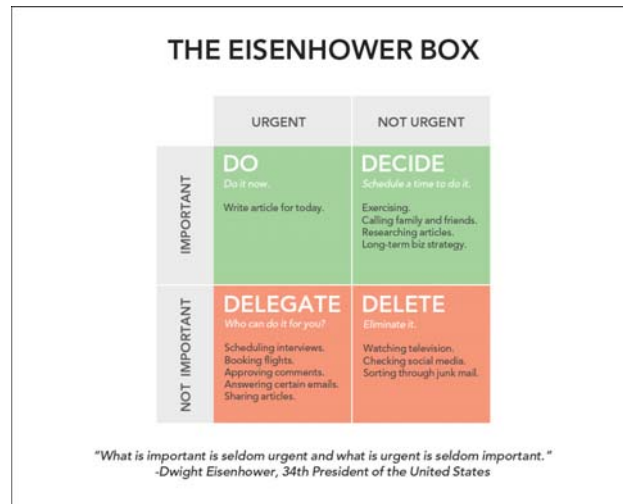 THE EISENHOWER BOX
URGENT
NOT URGENT
IMPORTANT
DO
Do it now.
Write article for today.
DECIDE
Schedule a time to do it.
Exercising.
Calling family and friends.
Researching articles.
Long-term biz strategy.
NOT IMPORTANT
DELEGATE
Who can do it for you?
Scheduling interviews.
Booking flights.
Approving comments.
Answering certain emails.
Sharing articles.
DELETE
Eliminate it.
Watching television.
Checking social media.
Sorting through junk mail.
"What is important is seldom urgent and what is urgent is seldom important."
-Dwight Eisenhower, 34th President of the United States